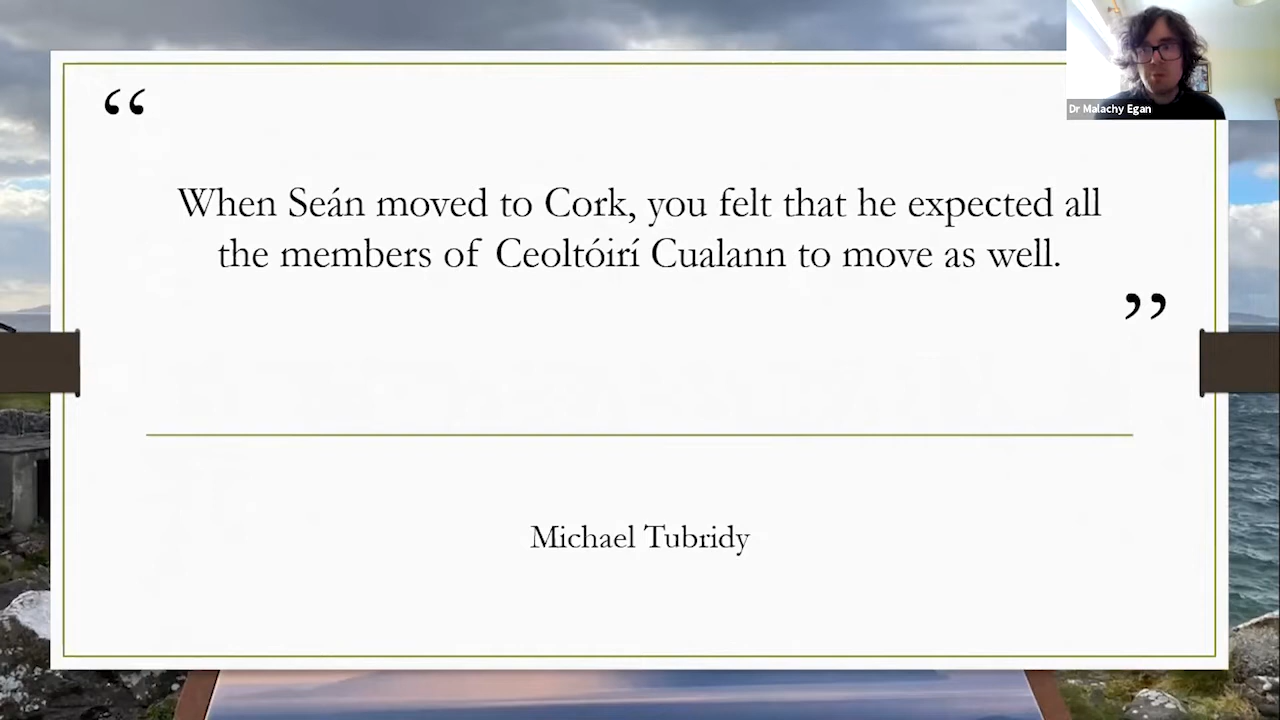 Dr Malachy Egan
“
When Seán moved to Cork, you felt that he expected all
the members of Ceoltóirí Cualann to move as well.
”
Michael Tubridy